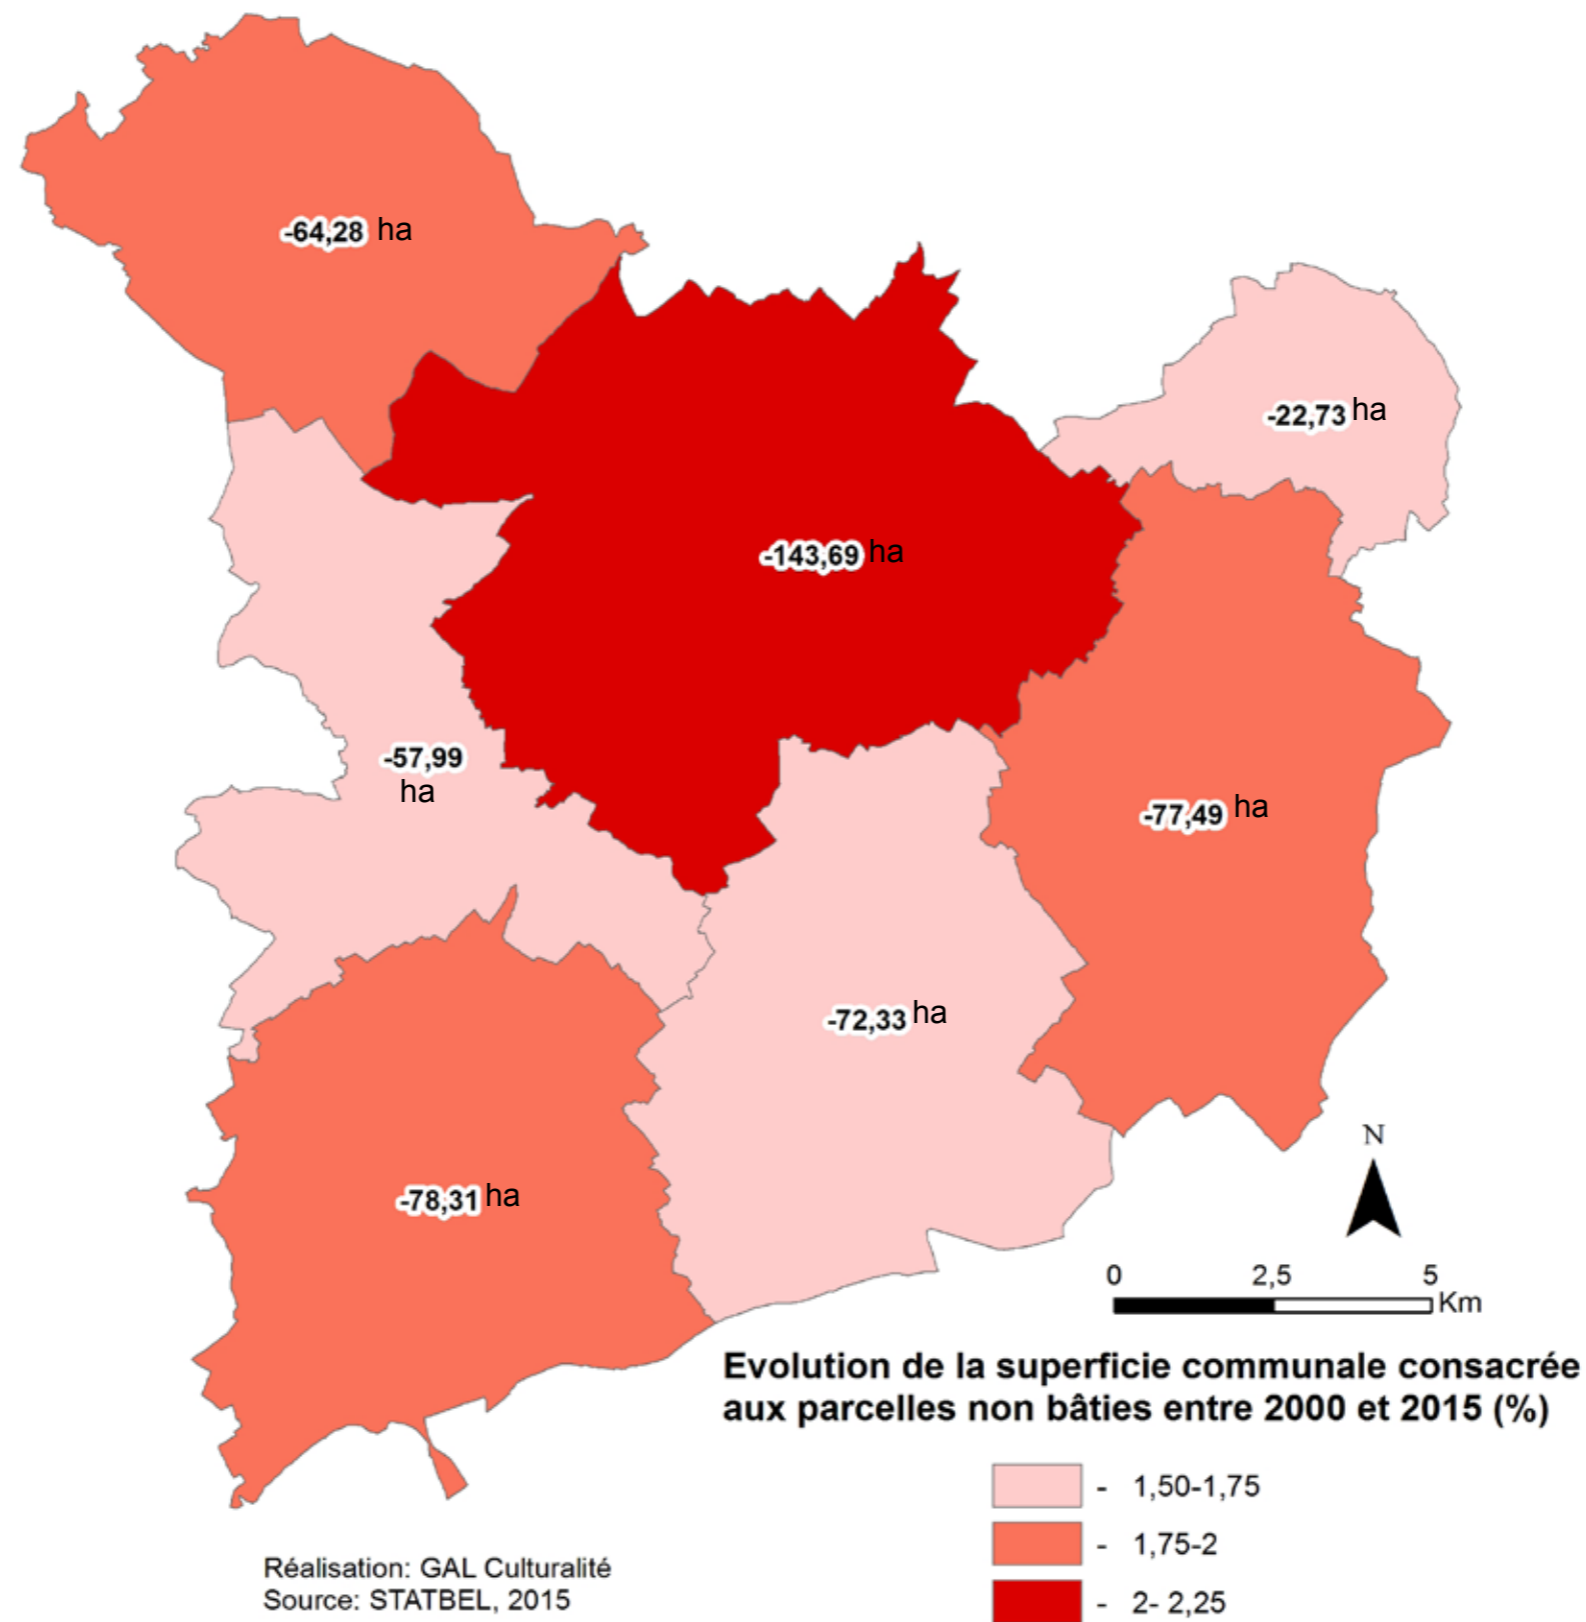 -64,28 ha
-22,73 ha
-143,69 ha
-57,99
ha
-77,49 ha
-72,33 ha
-78,31 ha
N
0 2,5 5
Km
Evolution de la superficie communale consacrée
aux parcelles non bâties entre 2000 et 2015 (%)
- 1,50-1,75
- 1,75-2
- 2- 2,25
Réalisation: GAL Culturalité
Source: STATBEL, 2015